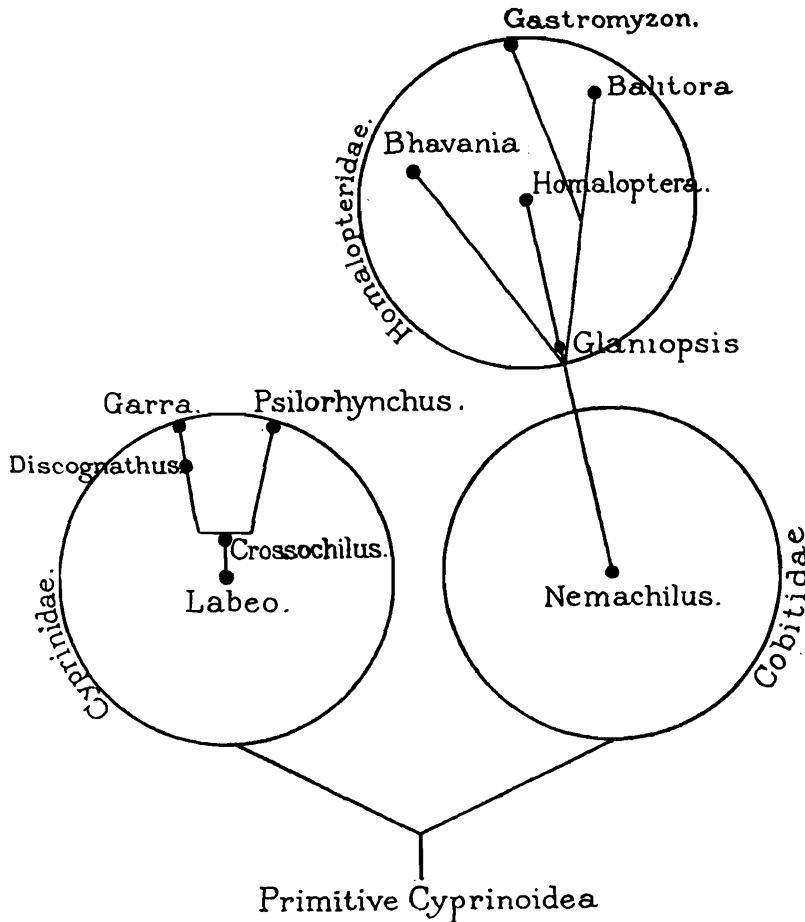 Gastromyzon.
Balitora
Bhavania
Homaloptera.
Homalopteridae.
Glaniopsis
Garra.
Psilorhynchus.
Discognathus
Crossochilus.
Labeo.
Cyprinidae.
Nemachilus.
Cobitidae
Primitive Cyprinoidea